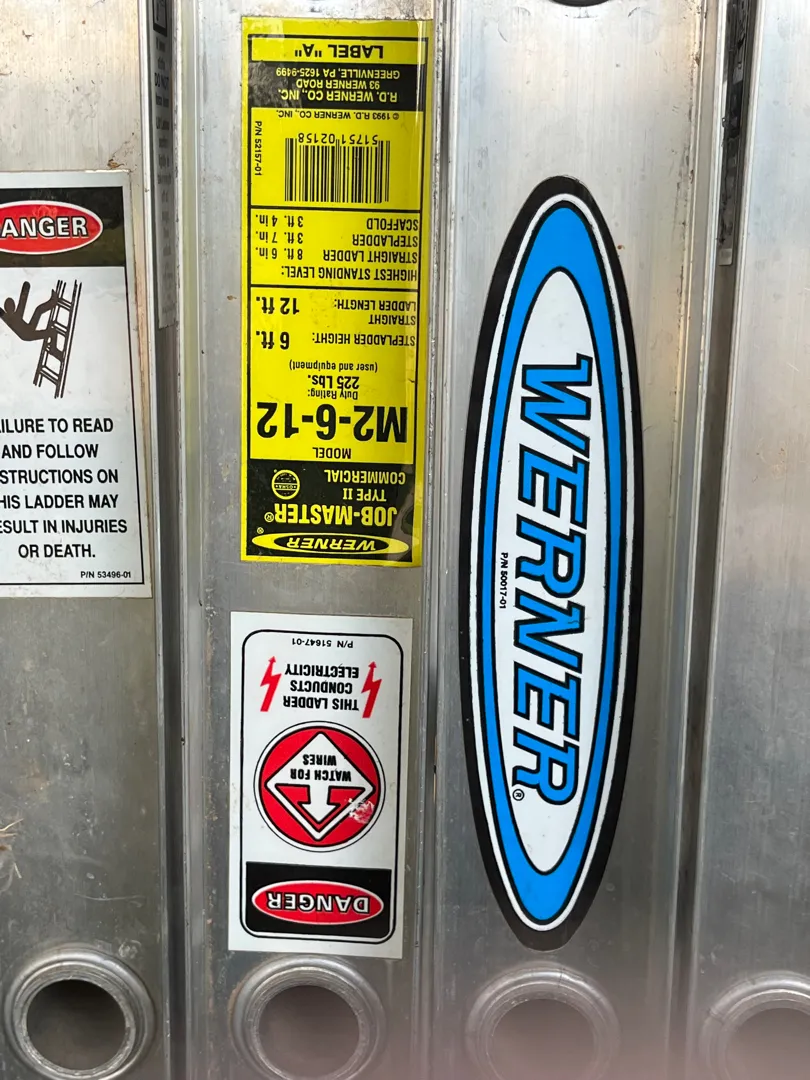 ANGER
ILURE TO READ
AND FOLLOW
STRUCTIONS ON
HIS LADDER MAY
ESULT IN INJURIES
OR DEATH.
P/N 53496-01
WERNER®
JOB-MASTER®
TYPE II
COMMERCIAL
MODEL
M2-6-12
Duty Rating:
225 Lbs.
(user and equipment)
STEPLADDER HEIGHT: 6 ft.
STRAIGHT
LADDER LENGTH: 12 ft.
HIGHEST STANDING LEVEL:
STRAIGHT LADDER 8 ft. 6 in.
STEPLADDER 3 ft. 7 in.
SCAFFOLD 3 ft. 4 in.
51751 02158
P/N 52157-01
© 1993 R.D. WERNER CO., INC.
R.D. WERNER CO., INC.
93 WERNER ROAD
GREENVILLE, PA 1625-9499
LABEL "A"
DANGER
WATCH FOR
WIRES
THIS LADDER
CONDUCTS
ELECTRICITY
P/N 51647-01
WERNER®
P/N 50017-01